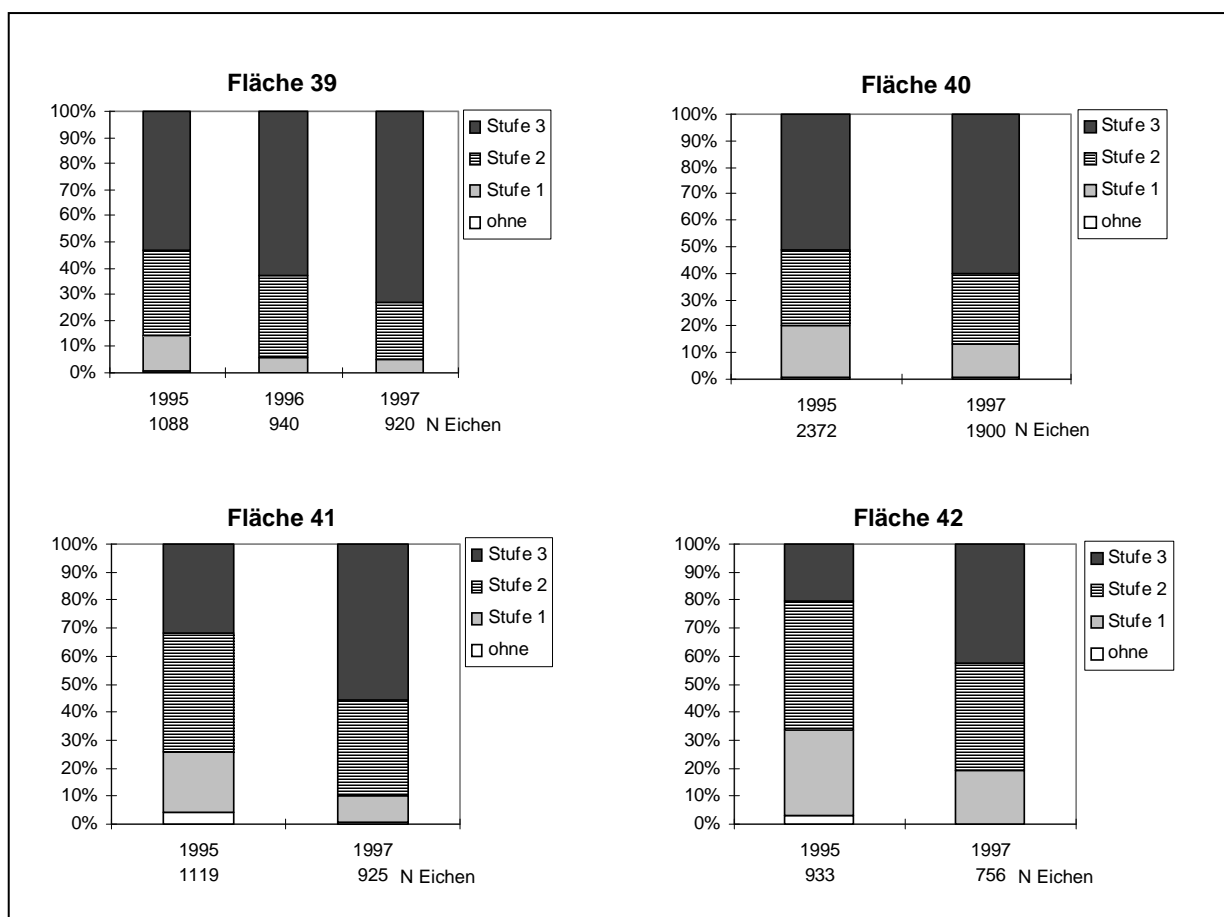 Fläche 39
100%
90%
80%
70%
60%
50%
40%
30%
20%
10%
0%
1995 1996 1997
1088 940 920 N Eichen
Stufe 3
Stufe 2
Stufe 1
ohne
Fläche 40
100%
90%
80%
70%
60%
50%
40%
30%
20%
10%
0%
1995 1997
2372 1900 N Eichen
Stufe 3
Stufe 2
Stufe 1
ohne
Fläche 41
100%
90%
80%
70%
60%
50%
40%
30%
20%
10%
0%
1995 1997
1119 925 N Eichen
Stufe 3
Stufe 2
Stufe 1
ohne
Fläche 42
100%
90%
80%
70%
60%
50%
40%
30%
20%
10%
0%
1995 1997
933 756 N Eichen
Stufe 3
Stufe 2
Stufe 1
ohne